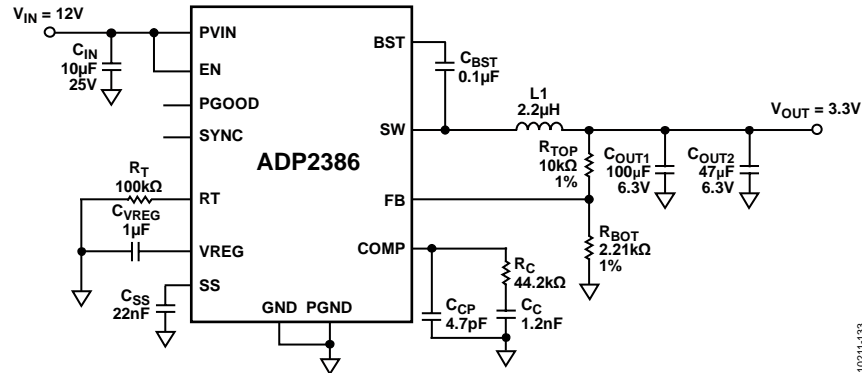 VIN = 12V
CIN
10µF
25V
PVIN
EN
PGOOD
SYNC
RT
100kΩ
RT
CVREG
1µF
VREG
CSS
22nF
SS
ADP2386
GND PGND
BST
SW
FB
COMP
CBST
0.1µF
L1
2.2µH
VOUT = 3.3V
RTOP
10kΩ
1%
COUT1
100µF
6.3V
COUT2
47µF
6.3V
RBOT
2.21kΩ
1%
RC
44.2kΩ
CCP
4.7pF
CC
1.2nF
10211-133